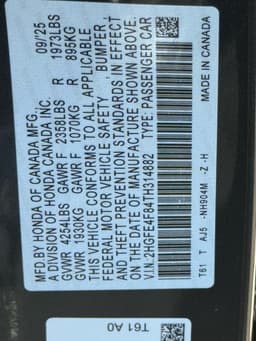 MFD.BY HONDA OF CANADA MFG. 09/25
A DIVISION OF HONDA CANADA INC.
GVWR 4254LBS GAWR F 2358LBS R 1973LBS
GVWR 1930KG GAWR F 1070KG R 895KG
THIS VEHICLE CONFORMS TO ALL APPLICABLE
FEDERAL MOTOR VEHICLE SAFETY, BUMPER,
AND THEFT PREVENTION STANDARDS IN EFFECT
ON THE DATE OF MANUFACTURE SHOWN ABOVE.
V.I.N.:2HGFE4F84TH314882 TYPE: PASSENGER CAR
T61 T AJ5 -NH904M -Z -H MADE IN CANADA
T61 A0